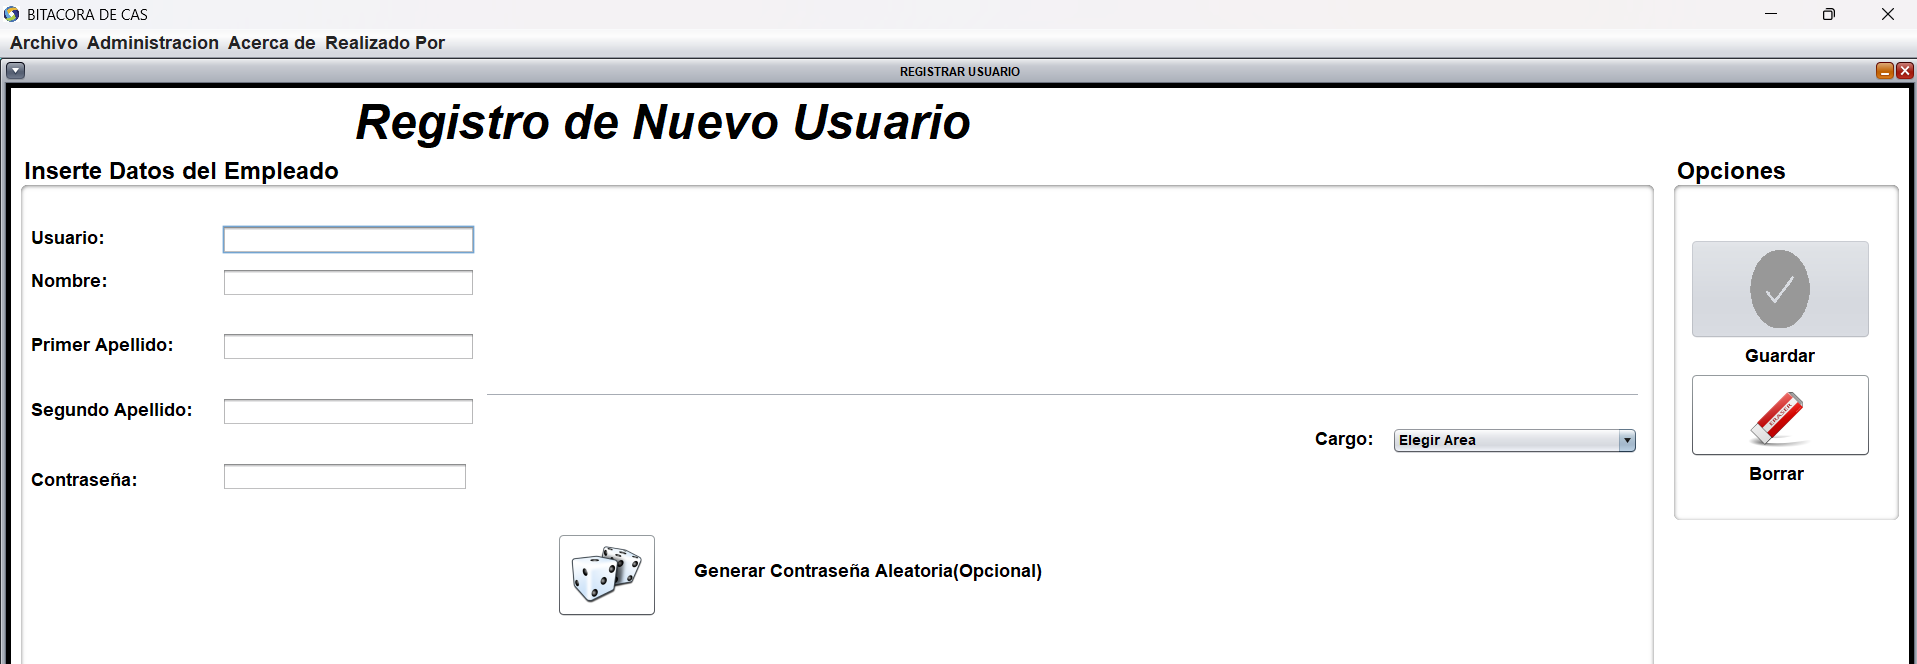 BITACORA DE CAS
Archivo Administracion Acerca de Realizado Por
REGISTRAR USUARIO
Registro de Nuevo Usuario
Inserte Datos del Empleado
Opciones
Usuario:
Nombre:
Primer Apellido:
Guardar
Segundo Apellido:
ERASER
Cargo: Elegir Area
Contraseña:
Borrar
Generar Contraseña Aleatoria(Opcional)